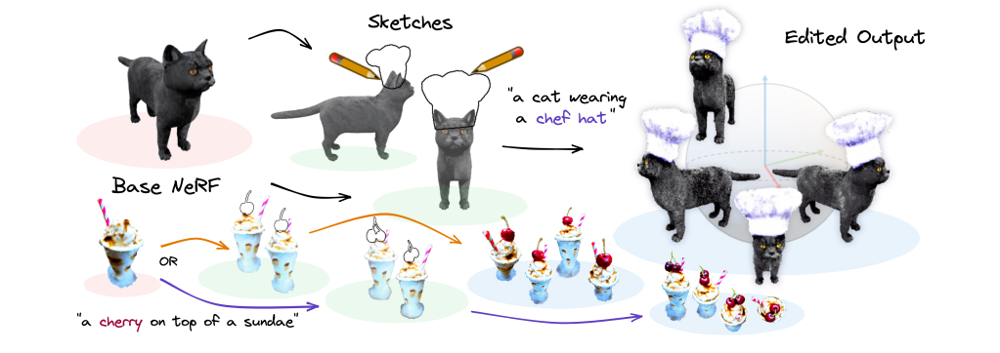 Sketches
Edited Output
"a cat wearing
a chef hat"
Base NeRF
OR
"a cherry on top of a sundae"